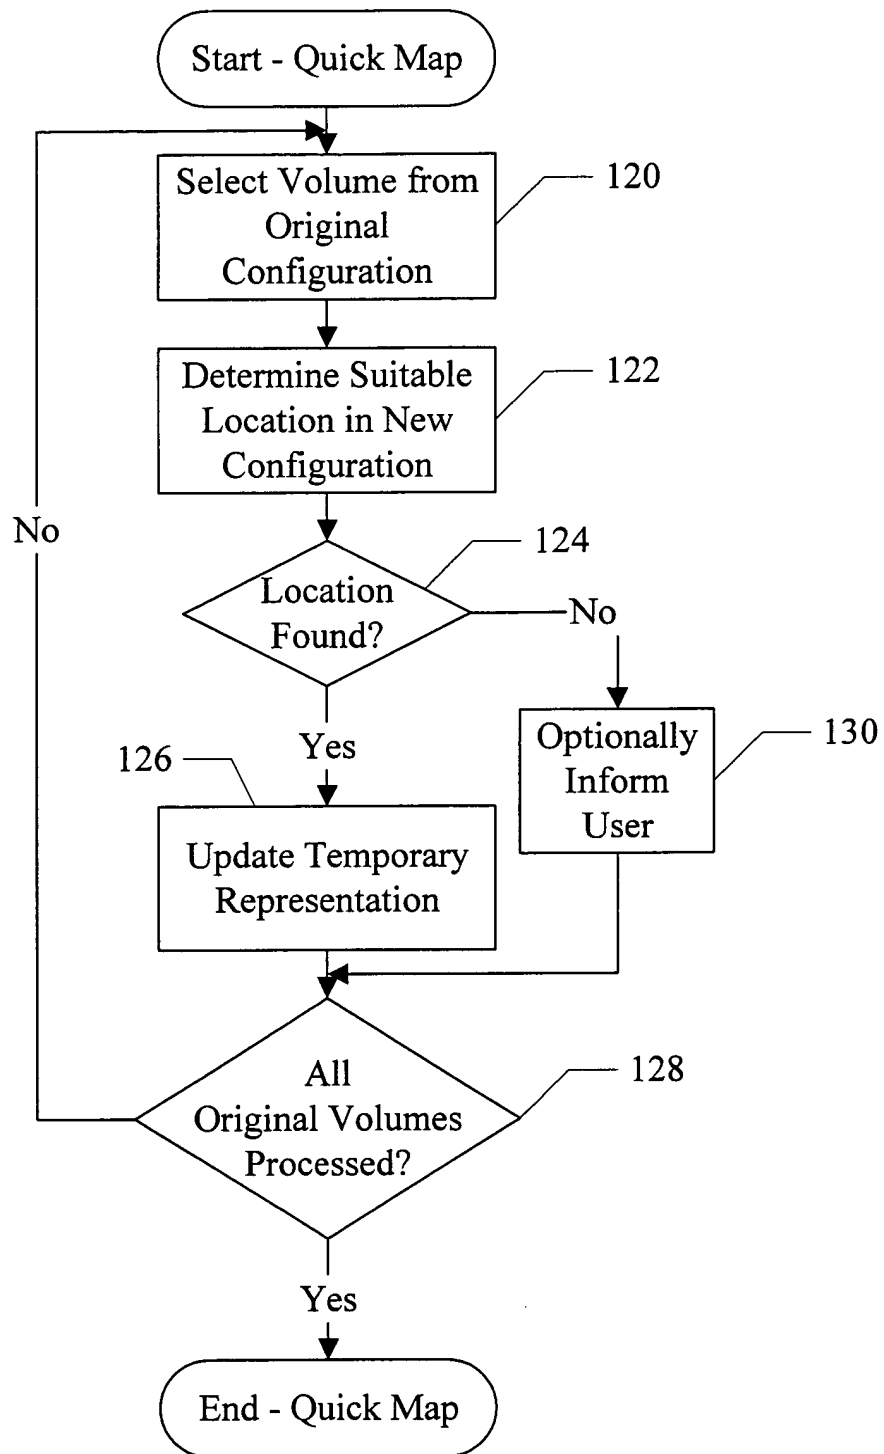 Start - Quick Map
Select Volume from
Original
Configuration
120
Determine Suitable
Location in New
Configuration
122
No
Location
Found?
124
No
Yes
126
Optionally
Inform
User
130
Update Temporary
Representation
All
Original Volumes
Processed?
128
Yes
End - Quick Map